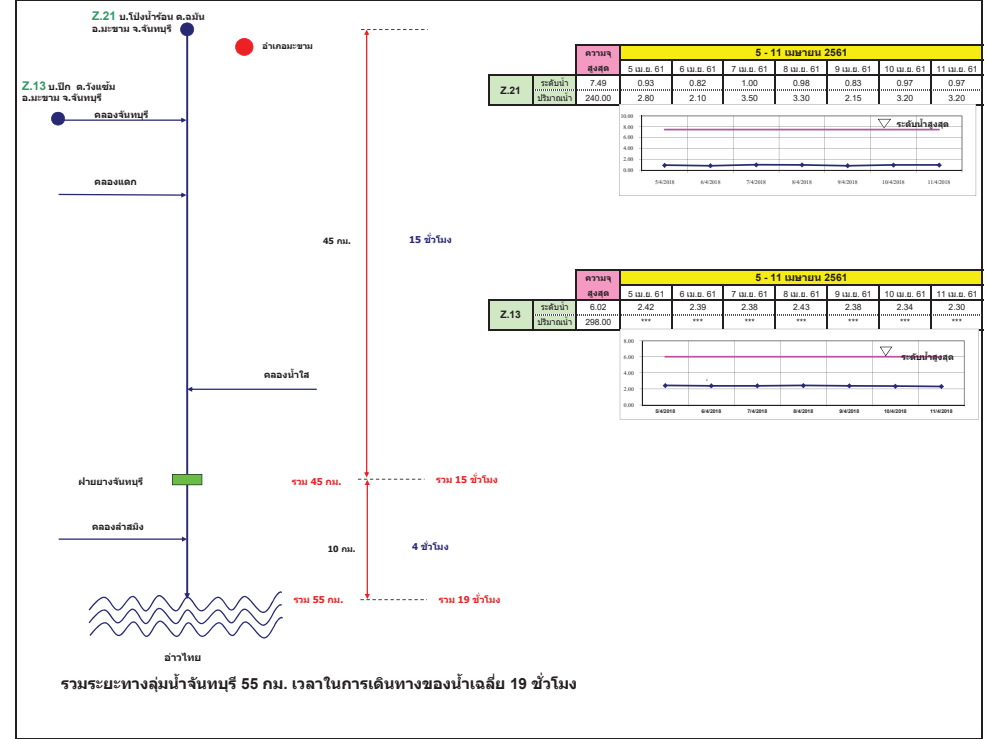 Z.21 บ.โป่งน้ำร้อน ต.ฉมัน
อ.มะขาม จ.จันทบุรี
อำเภอมะขาม
Z.13 บ.ปึก ต.วังแซ้ม
อ.มะขาม จ.จันทบุรี
คลองจันทบุรี
คลองแตก
45 กม.
15 ชั่วโมง
คลองน้ำใส
ฝายยางจันทบุรี
รวม 45 กม.
รวม 15 ชั่วโมง
คลองลำสมิง
10 กม.
4 ชั่วโมง
รวม 55 กม.
รวม 19 ชั่วโมง
อ่าวไทย
รวมระยะทางลุ่มน้ำจันทบุรี 55 กม. เวลาในการเดินทางของน้ำเฉลี่ย 19 ชั่วโมง
ความจุ 5 - 11 เมษายน 2561
สูงสุด 5 เม.ย. 61 6 เม.ย. 61 7 เม.ย. 61 8 เม.ย. 61 9 เม.ย. 61 10 เม.ย. 61 11 เม.ย. 61
Z.21 ระดับน้ำ 7.49 0.93 0.82 1.00 0.98 0.83 0.97 0.97
ปริมาณน้ำ 240.00 2.80 2.10 3.50 3.30 2.15 3.20 3.20
10.00
8.00
6.00
4.00
2.00
0.00
ระดับน้ำสูงสุด
5/4/2018 6/4/2018 7/4/2018 8/4/2018 9/4/2018 10/4/2018 11/4/2018
ความจุ 5 - 11 เมษายน 2561
สูงสุด 5 เม.ย. 61 6 เม.ย. 61 7 เม.ย. 61 8 เม.ย. 61 9 เม.ย. 61 10 เม.ย. 61 11 เม.ย. 61
Z.13 ระดับน้ำ 6.02 2.42 2.39 2.38 2.43 2.38 2.34 2.30
ปริมาณน้ำ 298.00 *** *** *** *** *** *** ***
8.00
6.00
4.00
2.00
0.00
ระดับน้ำสูงสุด
5/4/2018 6/4/2018 7/4/2018 8/4/2018 9/4/2018 10/4/2018 11/4/2018